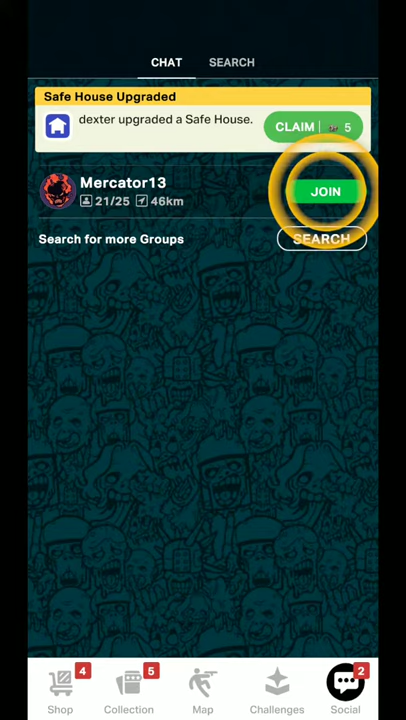 CHAT SEARCH
Safe House Upgraded
dexter upgraded a Safe House.
CLAIM | 5
Mercator13
21/25 46km
JOIN
Search for more Groups
SEARCH
4 5 2
Shop Collection Map Challenges Social